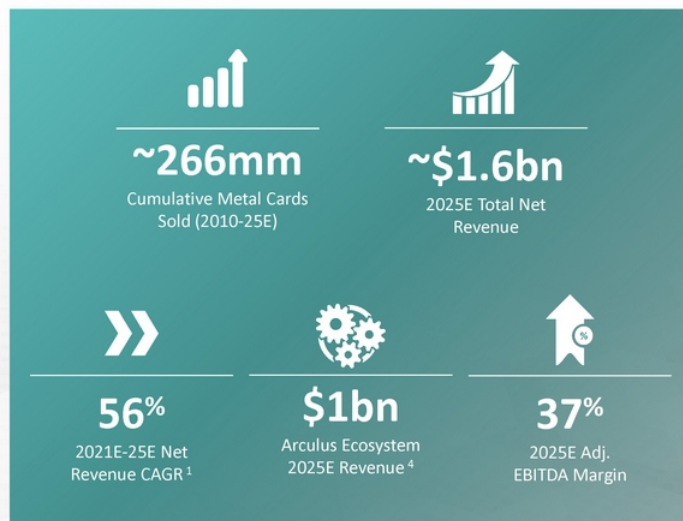 ~266mm
Cumulative Metal Cards
Sold (2010-25E)
~$1.6bn
2025E Total Net
Revenue
56%
2021E-25E Net
Revenue CAGR 1
$1bn
Arculus Ecosystem
2025E Revenue 4
%
37%
2025E Adj.
EBITDA Margin